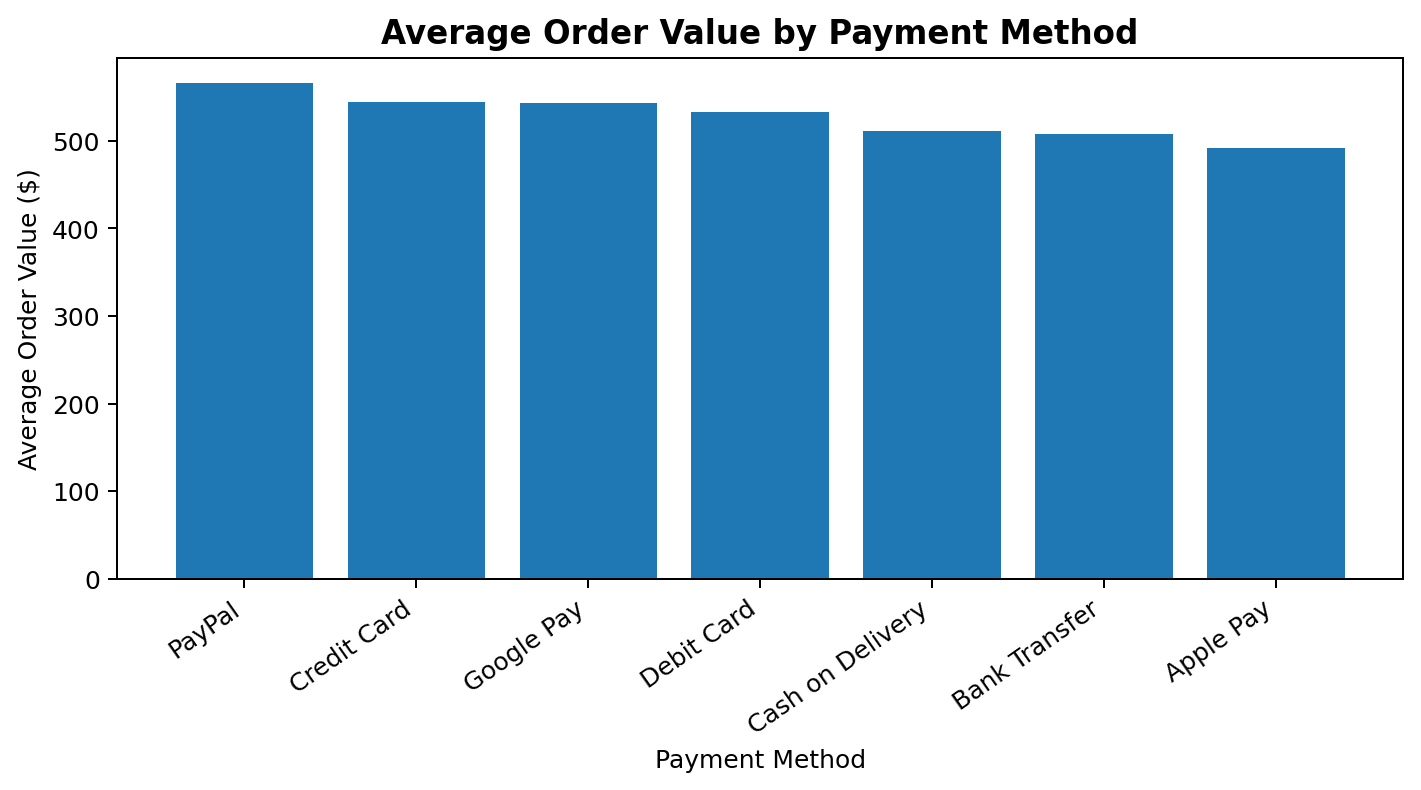 Average Order Value by Payment Method
Average Order Value ($)
500
400
300
200
100
0
PayPal
Credit Card
Google Pay
Debit Card
Cash on Delivery
Bank Transfer
Apple Pay
Payment Method